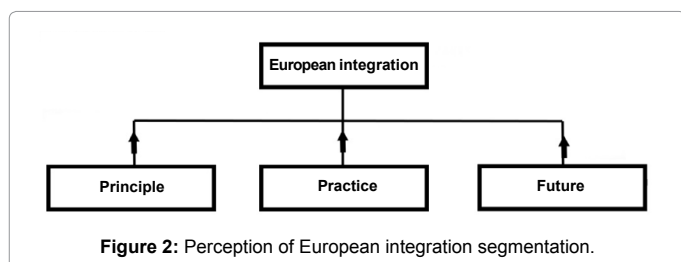 European integration
Principle
Practice
Future
Figure 2: Perception of European integration segmentation.